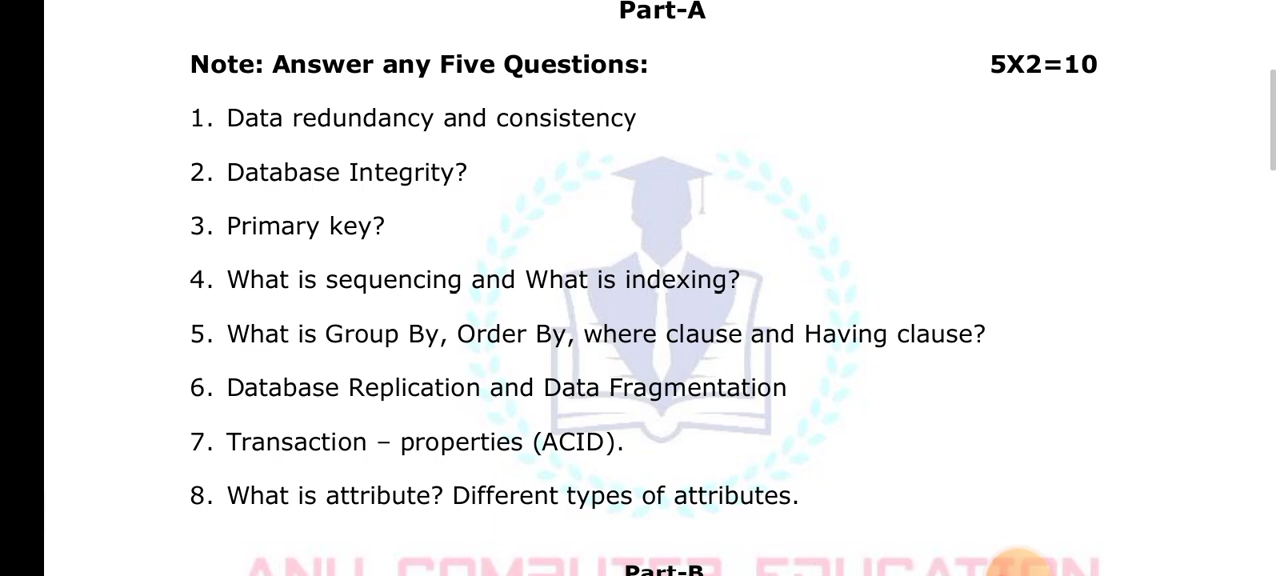 Part-A
Note: Answer any Five Questions: 5X2=10
1. Data redundancy and consistency
2. Database Integrity?
3. Primary key?
4. What is sequencing and What is indexing?
5. What is Group By, Order By, where clause and Having clause?
6. Database Replication and Data Fragmentation
7. Transaction – properties (ACID).
8. What is attribute? Different types of attributes.
ANU COMPUTER EDUCATION
Part-B